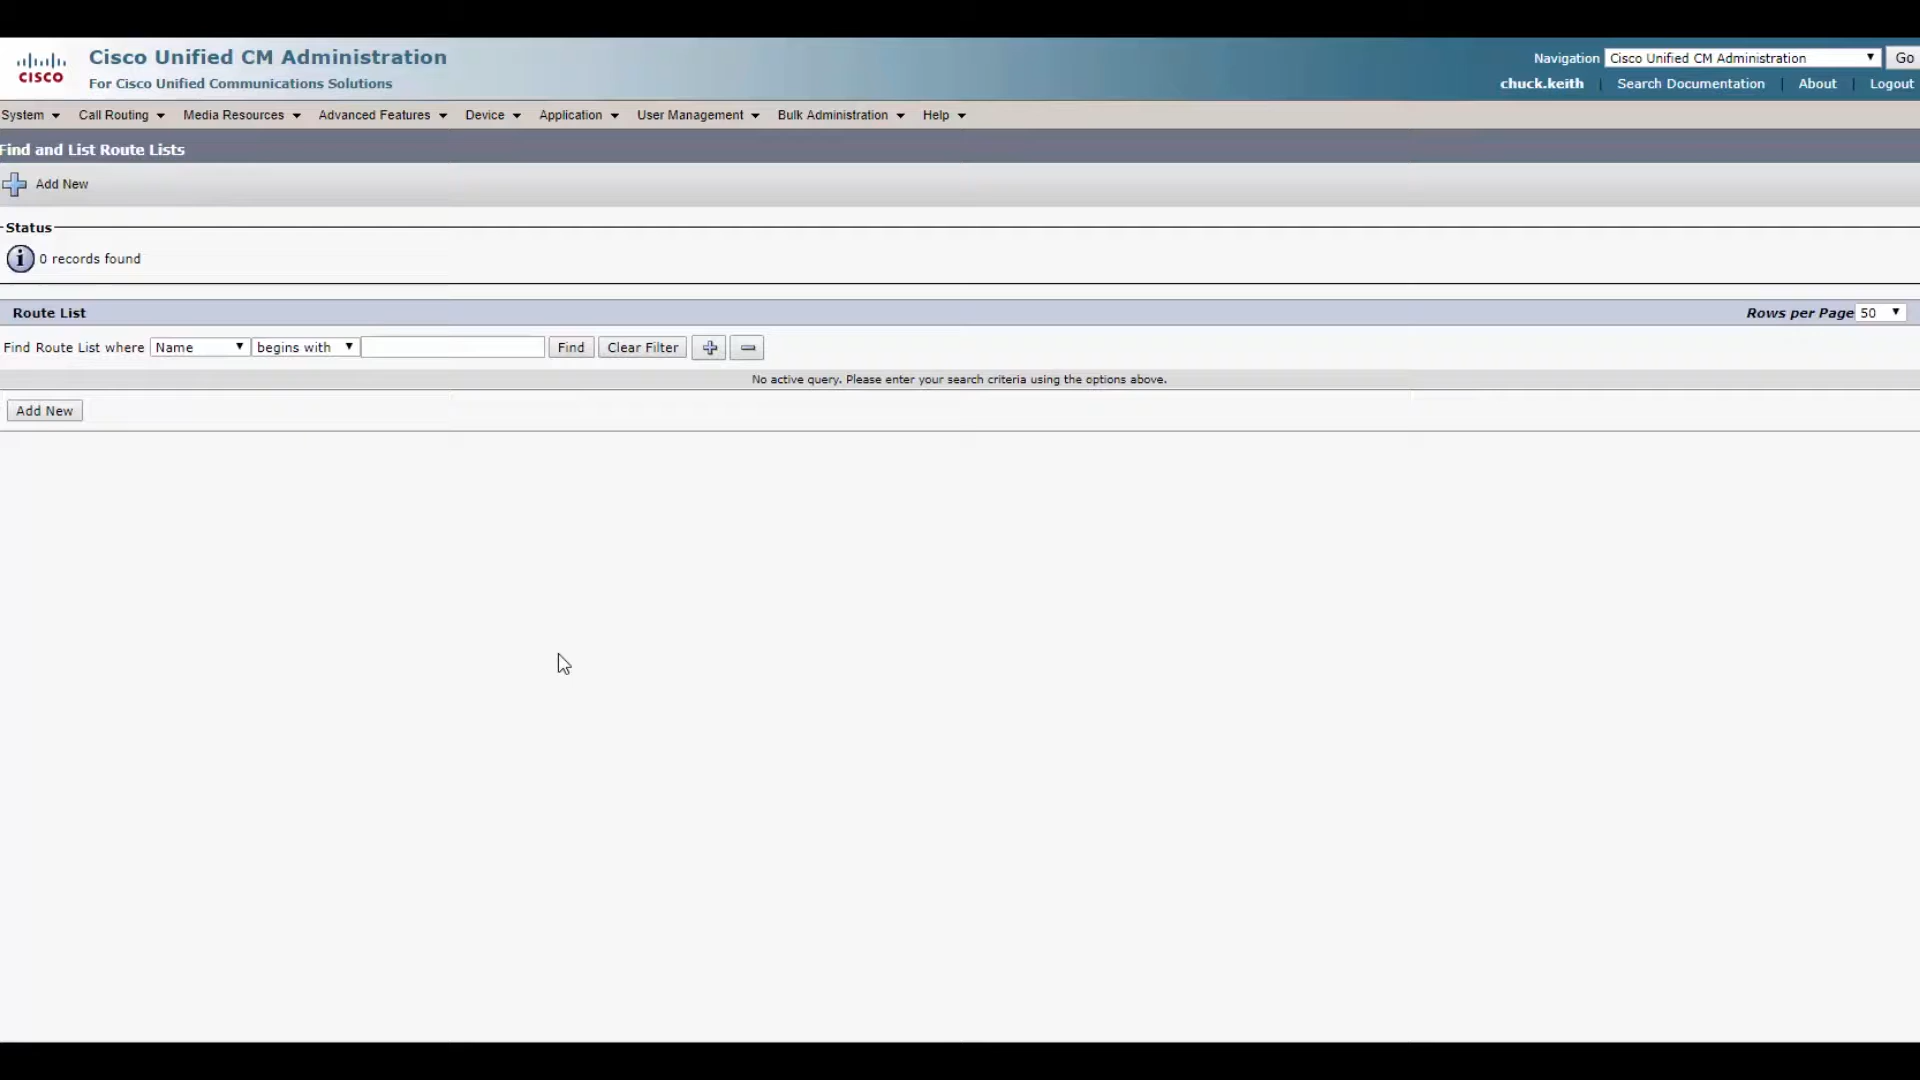 Cisco Unified CM Administration
For Cisco Unified Communications Solutions
CISCO
Navigation Cisco Unified CM Administration Go
chuck.keith | Search Documentation | About | Logout
System Call Routing Media Resources Advanced Features Device Application User Management Bulk Administration Help
Find and List Route Lists
Add New
Status
i 0 records found
Route List Rows per Page 50
Find Route List where Name begins with Find Clear Filter
No active query. Please enter your search criteria using the options above.
Add New